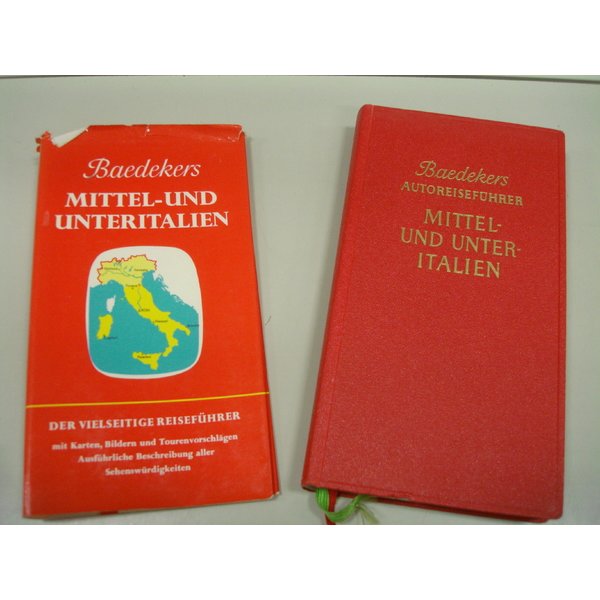 Baedekers
MITTEL-UND
UNTERITALIEN
DER VIELSEITIGE REISEFÜHRER
mit Karten, Bildern und Tourenvorschlägen
Ausführliche Beschreibung aller
Sehenswürdigkeiten
Baedekers
AUTOREISEFÜHRER
MITTEL-
UND UNTER-
ITALIEN